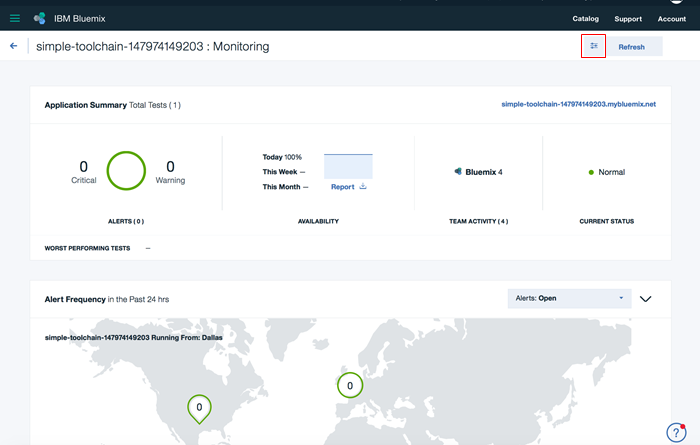 IBM Bluemix
Catalog Support Account
simple-toolchain-147974149203 : Monitoring
Refresh
Application Summary Total Tests ( 1 )
simple-toolchain-147974149203.mybluemix.net
0
Critical
0
Warning
ALERTS ( 0 )
Today 100%
This Week —
This Month —
Report
AVAILABILITY
Bluemix 4
TEAM ACTIVITY ( 4 )
Normal
CURRENT STATUS
WORST PERFORMING TESTS —
Alert Frequency in the Past 24 hrs
Alerts: Open
simple-toolchain-147974149203 Running From: Dallas
0
0
?